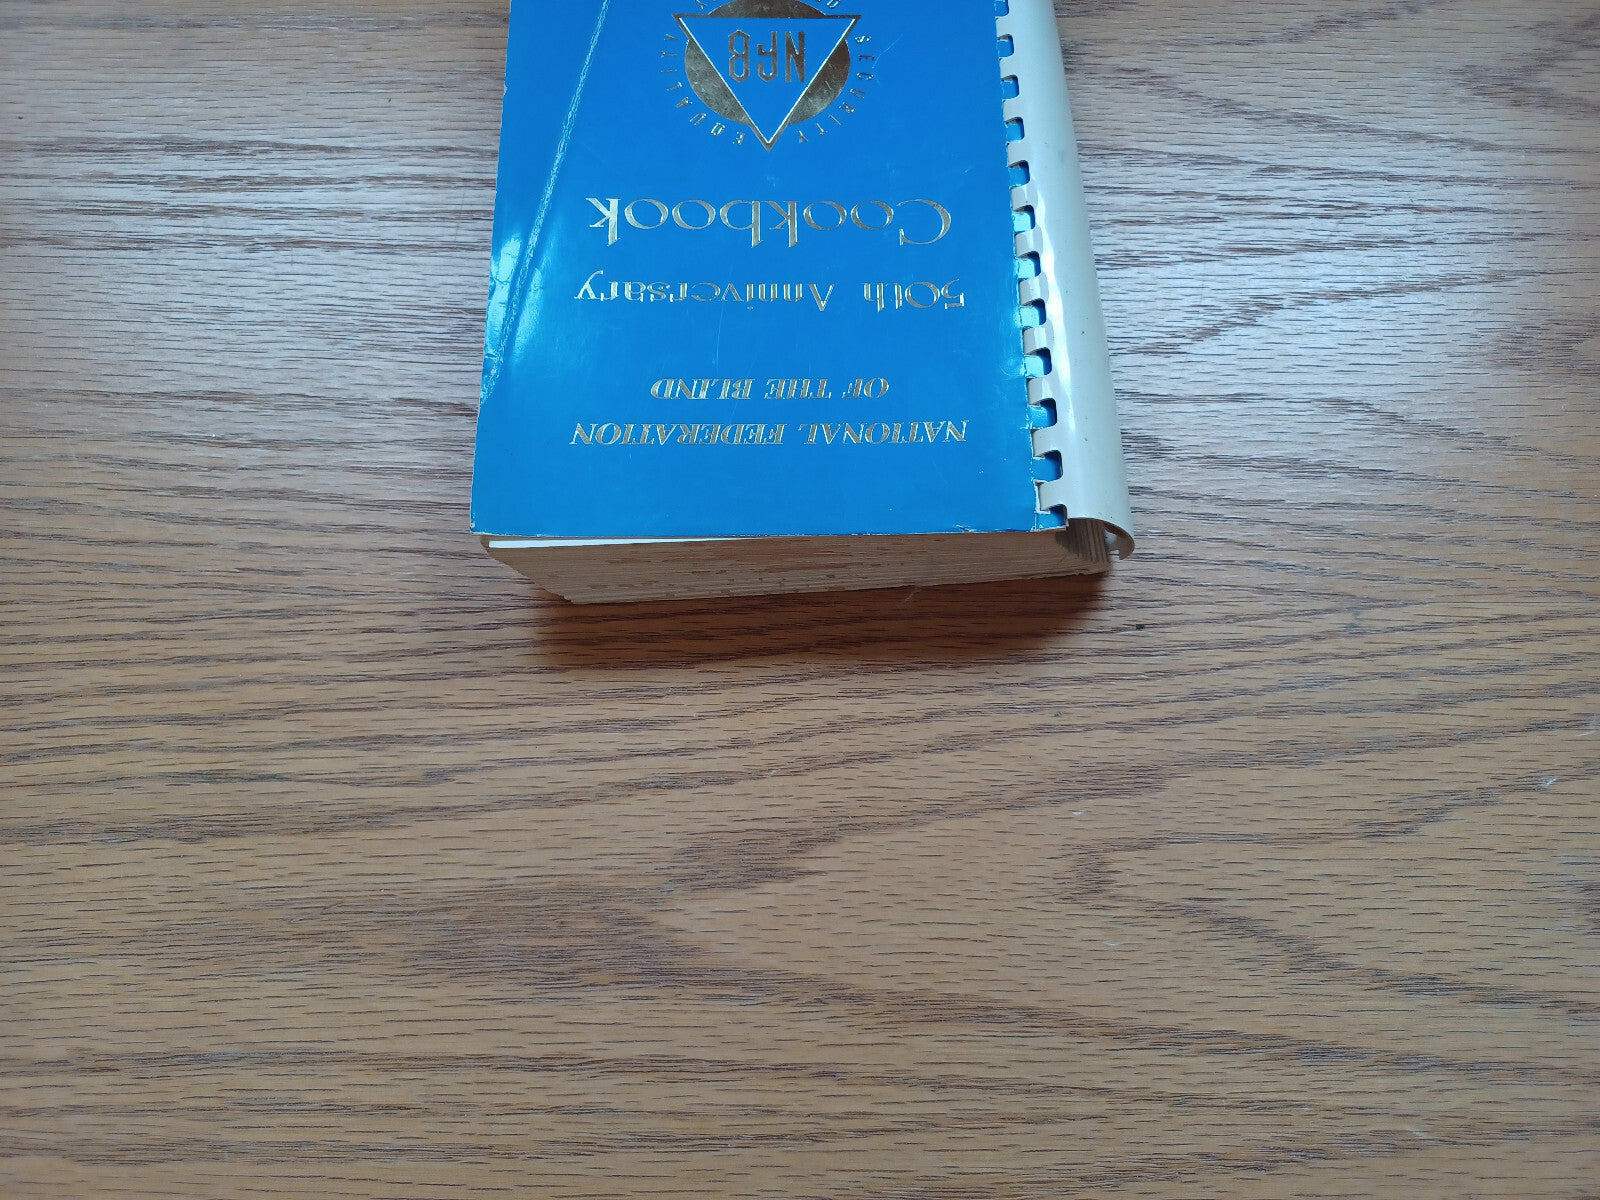 NATIONAL FEDERATION
OF THE BLIND
50th Anniversary
Cookbook
SECURITY EQUALITY
NFB